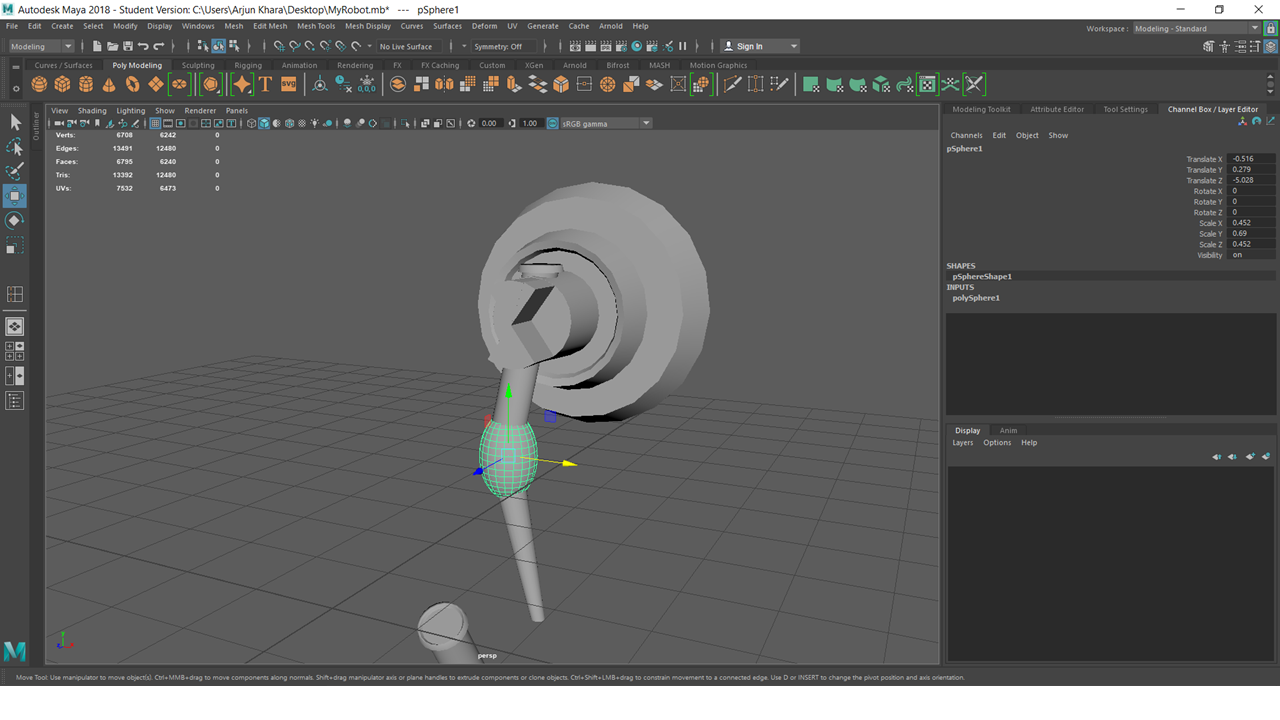 Autodesk Maya 2018 - Student Version: C:\Users\Arjun Khara\Desktop\MyRobot.mb* --- pSphere1
File Edit Create Select Modify Display Windows Mesh Edit Mesh Mesh Tools Mesh Display Curves Surfaces Deform UV Generate Cache Arnold Help
Workspace : Modeling - Standard
Modeling No Live Surface Symmetry: Off Sign In
Curves / Surfaces Poly Modeling Sculpting Rigging Animation Rendering FX FX Caching Custom XGen Arnold Bifrost MASH Motion Graphics
T SVG 0,0,0
Outliner
View Shading Lighting Show Renderer Panels
0.00 1.00 sRGB gamma
Verts: 6708 6242 0
Edges: 13491 12480 0
Faces: 6795 6240 0
Tris: 13392 12480 0
UVs: 7532 6473 0
persp
Modeling Toolkit Attribute Editor Tool Settings Channel Box / Layer Editor
Channels Edit Object Show
pSphere1
Translate X -0.516
Translate Y 0.279
Translate Z -5.028
Rotate X 0
Rotate Y 0
Rotate Z 0
Scale X 0.452
Scale Y 0.69
Scale Z 0.452
Visibility on
SHAPES
pSphereShape1
INPUTS
polySphere1
Display Anim
Layers Options Help
Move Tool: Use manipulator to move object(s). Ctrl+MMB+drag to move components along normals. Shift+drag manipulator axis or plane handles to extrude components or clone objects. Ctrl+Shift+LMB+drag to constrain movement to a connected edge. Use D or INSERT to change the pivot position and axis orientation.